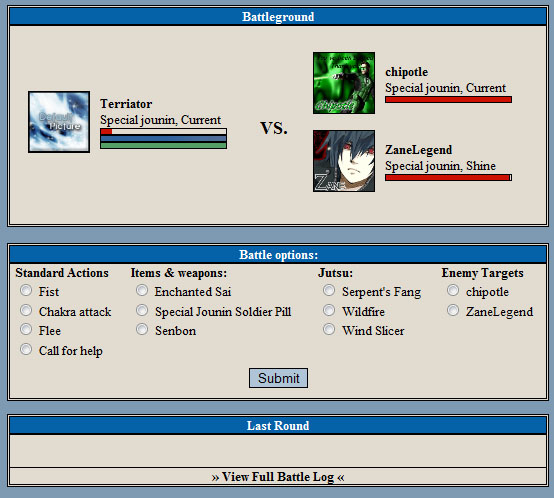 Battleground
Default
Picture
Terriator
Special jounin, Current
VS.
chipotle
chipotle
Special jounin, Current
ZANE
ZaneLegend
Special jounin, Shine
Battle options:
Standard Actions Items & weapons: Jutsu: Enemy Targets
Fist Enchanted Sai Serpent's Fang chipotle
Chakra attack Special Jounin Soldier Pill Wildfire ZaneLegend
Flee Senbon Wind Slicer
Call for help
Submit
Last Round
» View Full Battle Log «